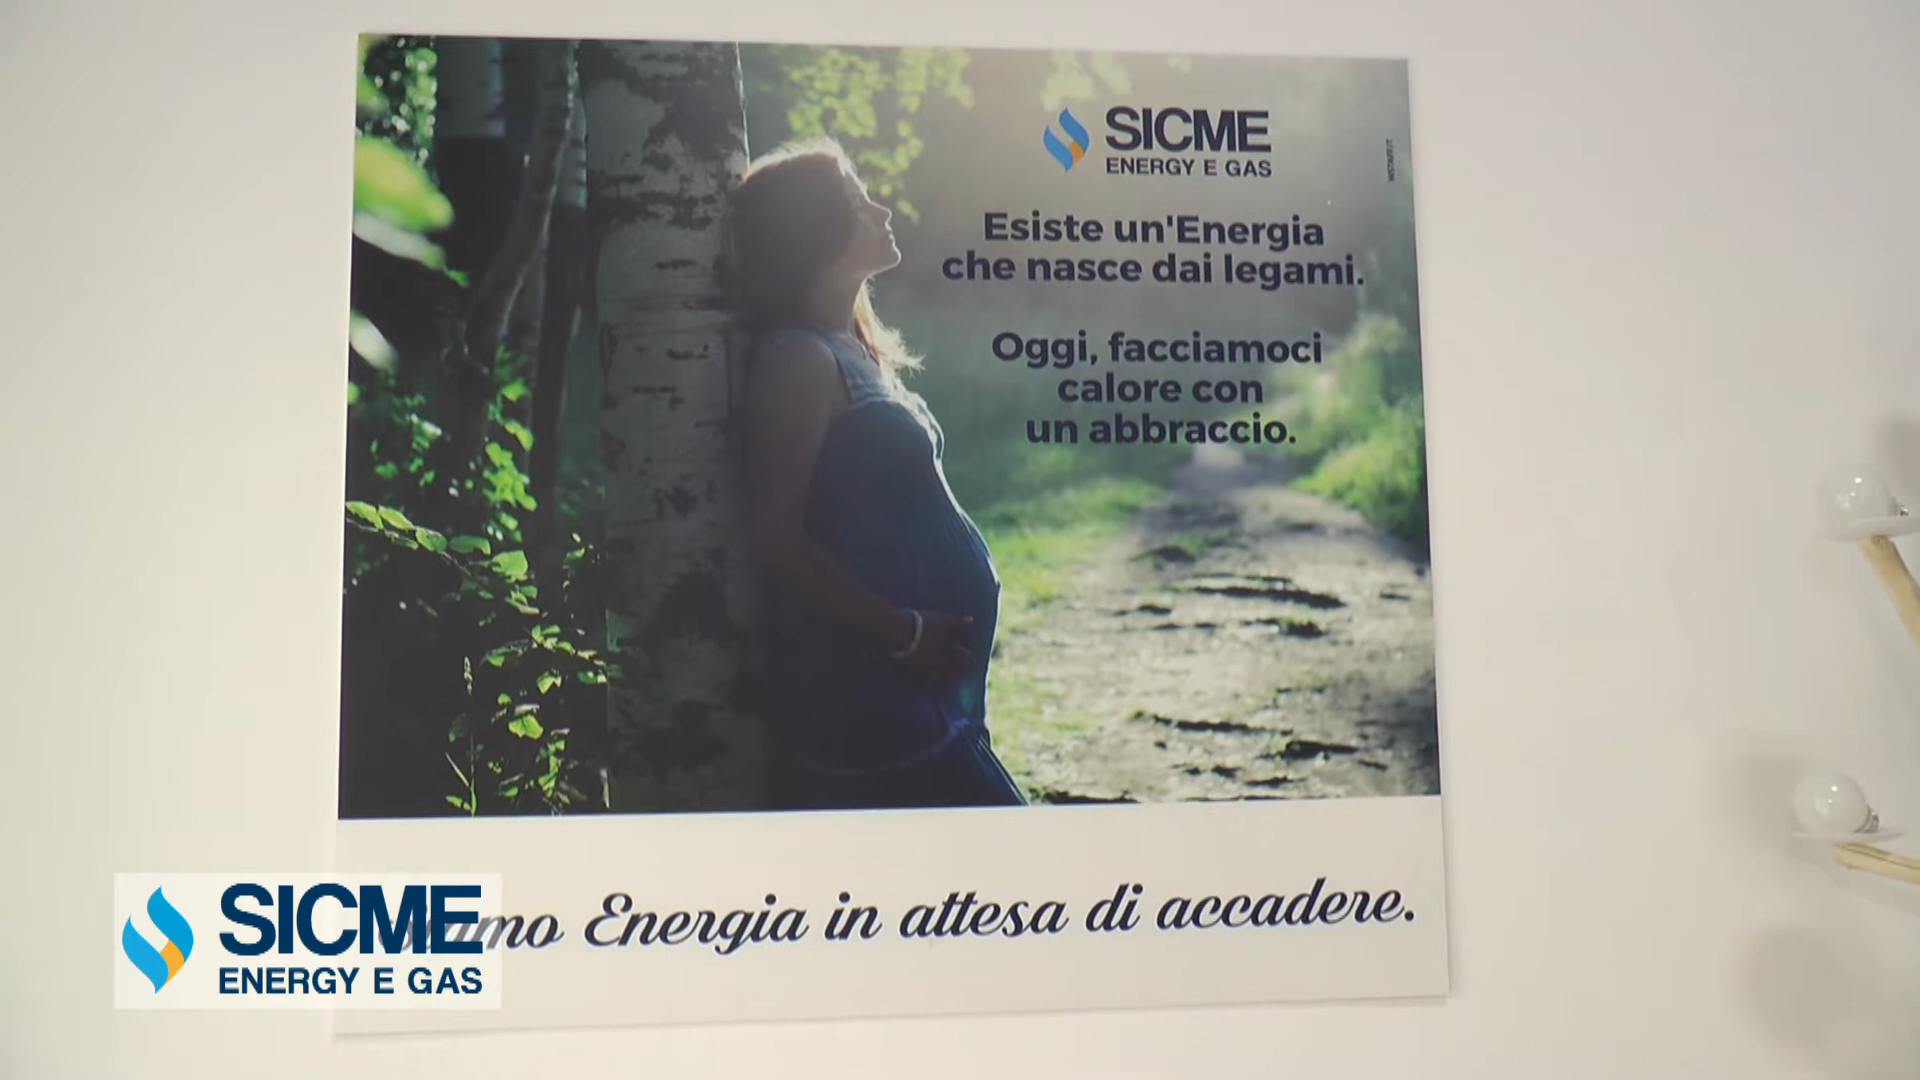 SICME
ENERGY E GAS
Esiste un'Energia
che nasce dai legami.
Oggi, facciamoci
calore con
un abbraccio.
Siamo Energia in attesa di accadere.
SICME
ENERGY E GAS